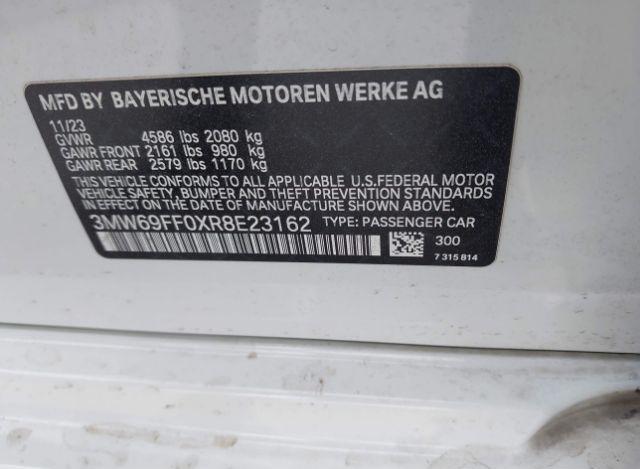 MFD BY BAYERISCHE MOTOREN WERKE AG
11/23
GVWR 4586 lbs 2080 kg
GAWR FRONT 2161 lbs 980 kg
GAWR REAR 2579 lbs 1170 kg
THIS VEHICLE CONFORMS TO ALL APPLICABLE U.S.FEDERAL MOTOR
VEHICLE SAFETY, BUMPER AND THEFT PREVENTION STANDARDS
IN EFFECT ON THE DATE OF MANUFACTURE SHOWN ABOVE.
3MW69FF0XR8E23162 TYPE: PASSENGER CAR
300
7 315 814